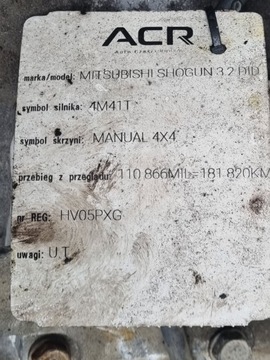 ACR
marka/model: MITSUBISHI SHOGUN 3.2 DID
symbol silnika: 4M41T
symbol skrzyni: MANUAL 4X4
przebieg z przeglądu: 110 866MIL=181 820KM
nr REG: HV05PXG
uwagi: U.T